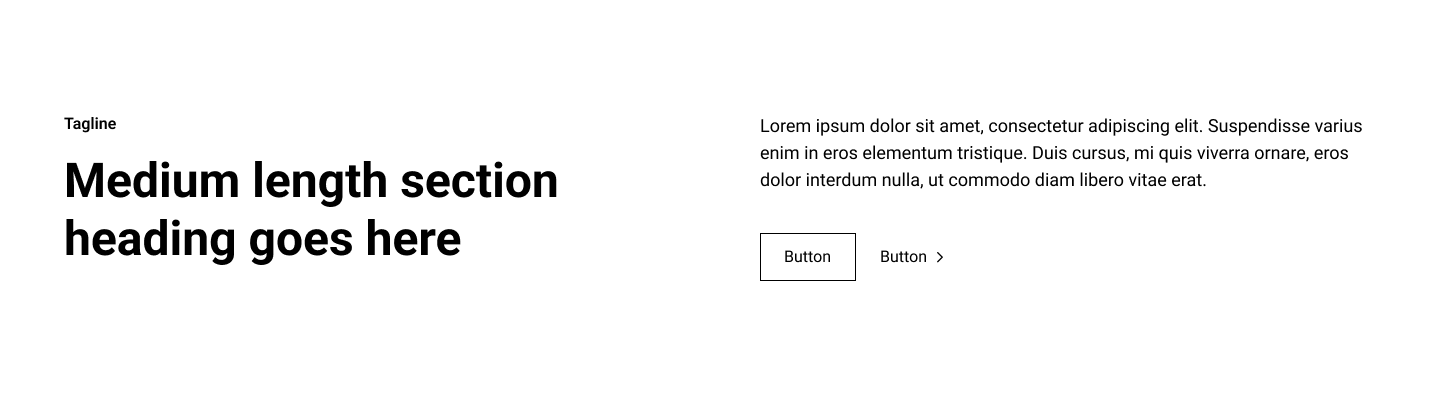 Tagline
Medium length section
heading goes here
Lorem ipsum dolor sit amet, consectetur adipiscing elit. Suspendisse varius
enim in eros elementum tristique. Duis cursus, mi quis viverra ornare, eros
dolor interdum nulla, ut commodo diam libero vitae erat.
Button
Button